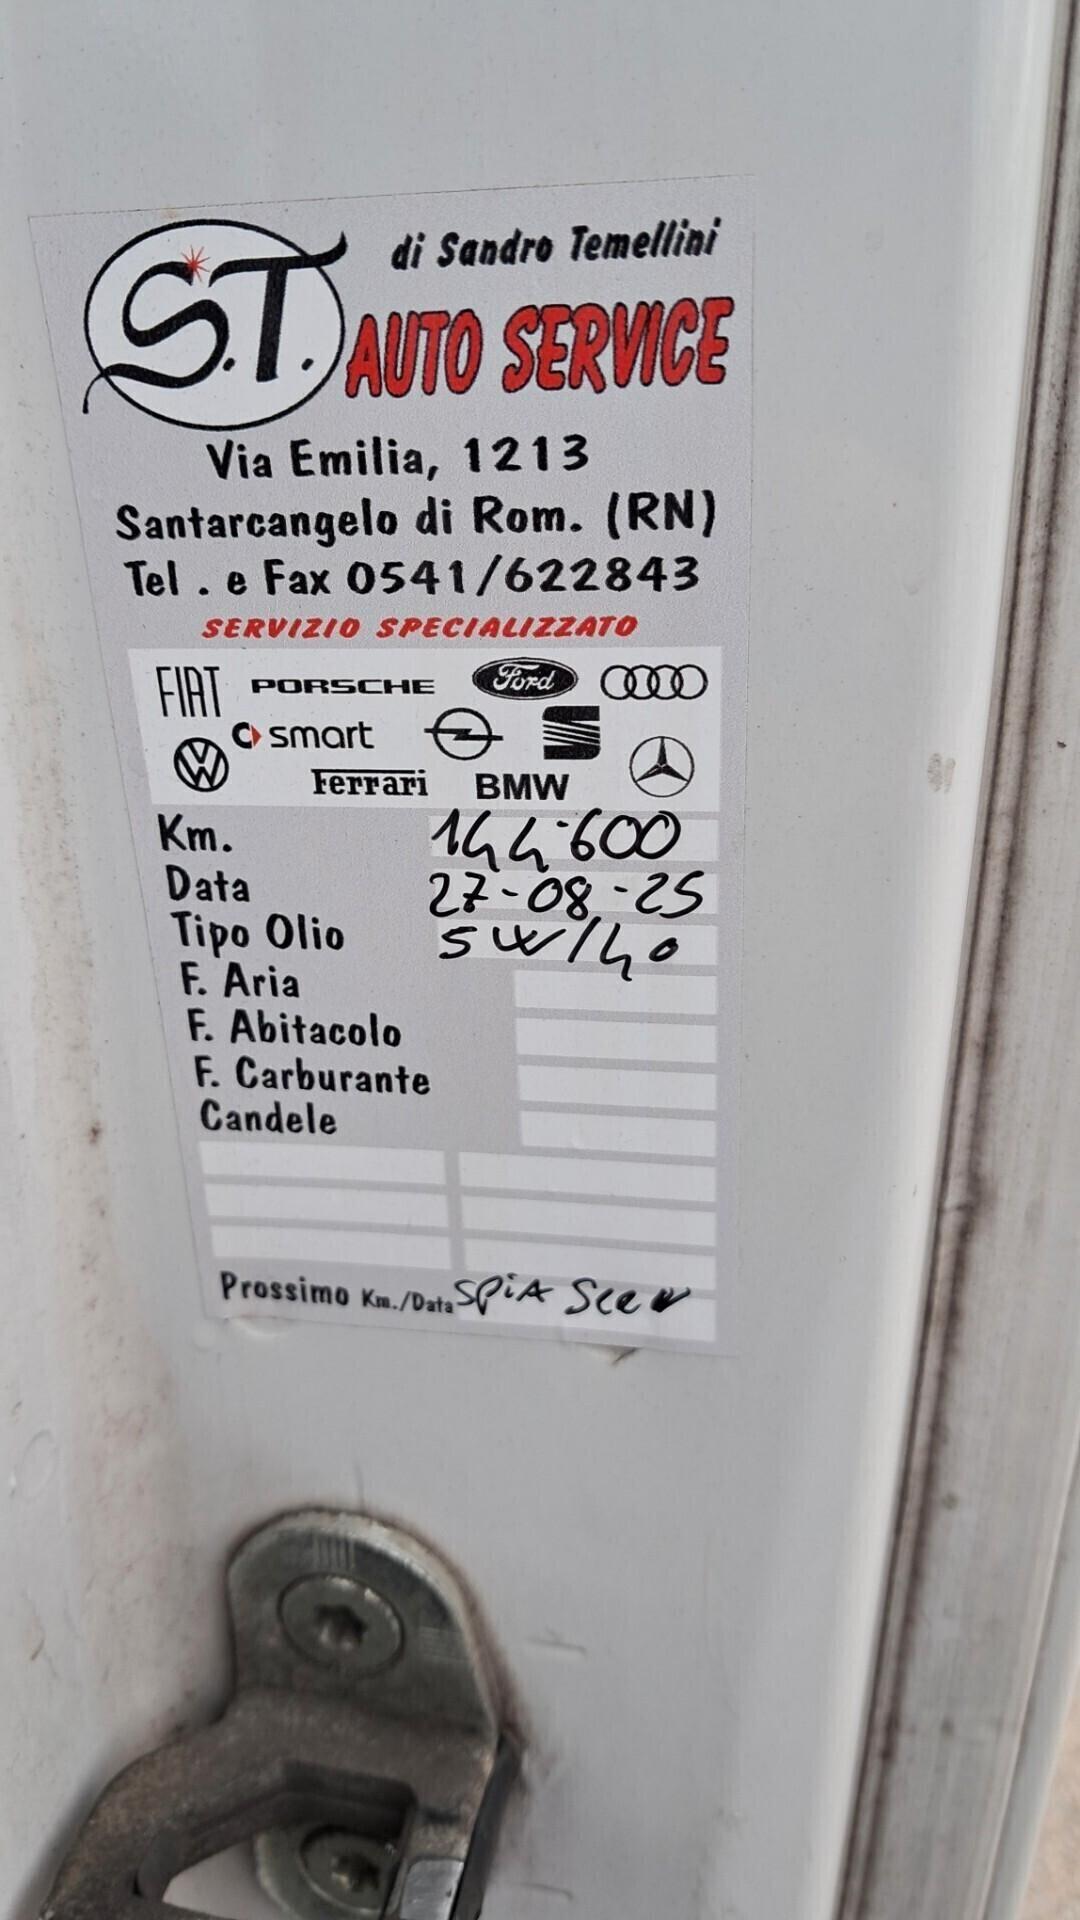 S.T. di Sandro Temellini
AUTO SERVICE
Via Emilia, 1213
Santarcangelo di Rom. (RN)
Tel . e Fax 0541/622843
SERVIZIO SPECIALIZZATO
FIAT PORSCHE Ford
smart
VW Ferrari BMW
Km. 144·600
Data 27-08-25
Tipo Olio 5W/40
F. Aria
F. Abitacolo
F. Carburante
Candele
Prossimo Km./Data SPiA